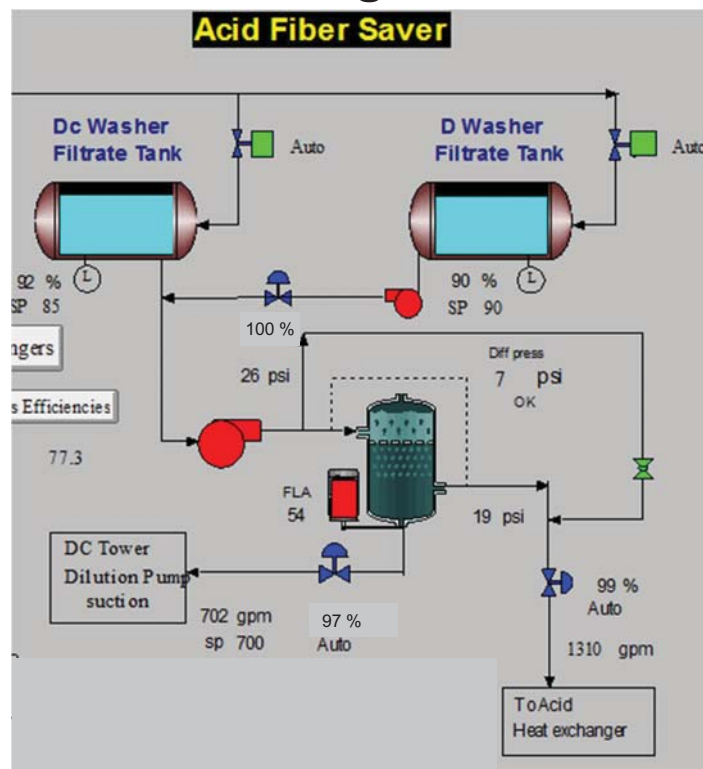 Acid Fiber Saver
Dc Washer
Filtrate Tank
Auto
D Washer
Filtrate Tank
Auto
L
92 %
SP 85
L
90 %
SP 90
100 %
ngers
26 psi
Diff press
7 psi
OK
s Efficiencies
77.3
FLA
54
19 psi
DC Tower
Dilution Pump
suction
702 gpm
sp 700
97 %
Auto
99 %
Auto
1310 gpm
To Acid
Heat exchanger